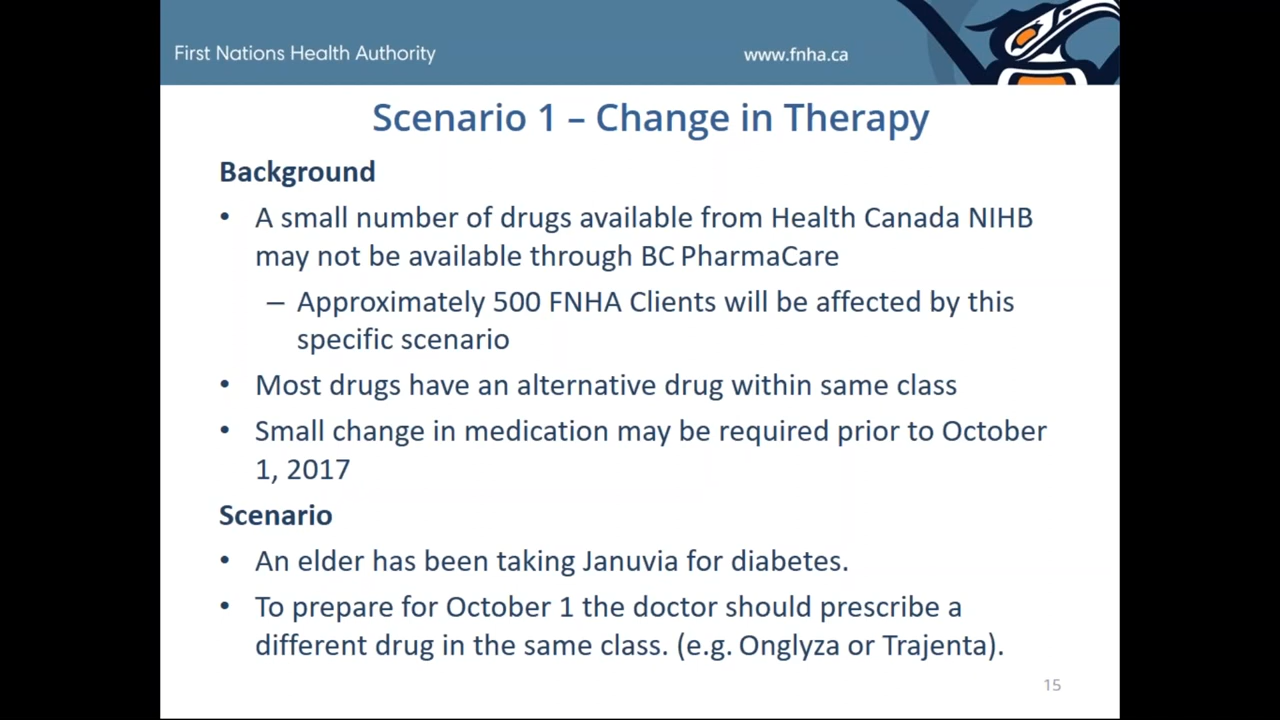 First Nations Health Authority
www.fnha.ca
Scenario 1 – Change in Therapy
Background
• A small number of drugs available from Health Canada NIHB
may not be available through BC PharmaCare
– Approximately 500 FNHA Clients will be affected by this
specific scenario
• Most drugs have an alternative drug within same class
• Small change in medication may be required prior to October
1, 2017
Scenario
• An elder has been taking Januvia for diabetes.
• To prepare for October 1 the doctor should prescribe a
different drug in the same class. (e.g. Onglyza or Trajenta).
15